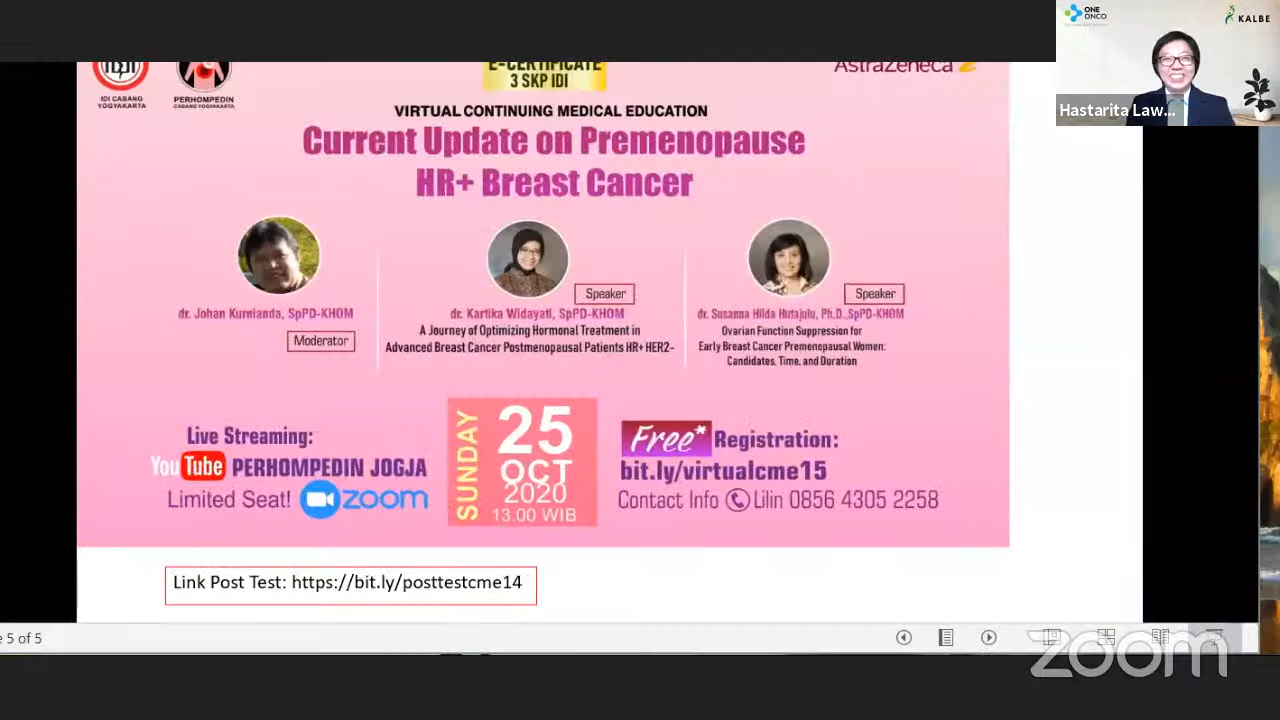 ONE
ONCO
KALBE
Hastarita Law...
IDI CABANG
YOGYAKARTA
PERHOMPEDIN
CABANG YOGYAKARTA
E-CERTIFICATE
3 SKP IDI
AstraZeneca
VIRTUAL CONTINUING MEDICAL EDUCATION
Current Update on Premenopause
HR+ Breast Cancer
dr. Johan Kurnianda, SpPD-KHOM
Moderator
Speaker
dr. Kartika Widayati, SpPD-KHOM
A Journey of Optimizing Hormonal Treatment in
Advanced Breast Cancer Postmenopausal Patients HR+ HER2-
Speaker
dr. Susanna Hilda Hutajulu, Ph.D.,SpPD-KHOM
Ovarian Function Suppression for
Early Breast Cancer Premenopausal Women:
Candidates, Time, and Duration
Live Streaming:
YouTube PERHOMPEDIN JOGJA
Limited Seat! zoom
SUNDAY
25
OCT
2020
13.00 WIB
Free* Registration:
bit.ly/virtualcme15
Contact Info Lilin 0856 4305 2258
Link Post Test: https://bit.ly/posttestcme14
5 of 5
zoom